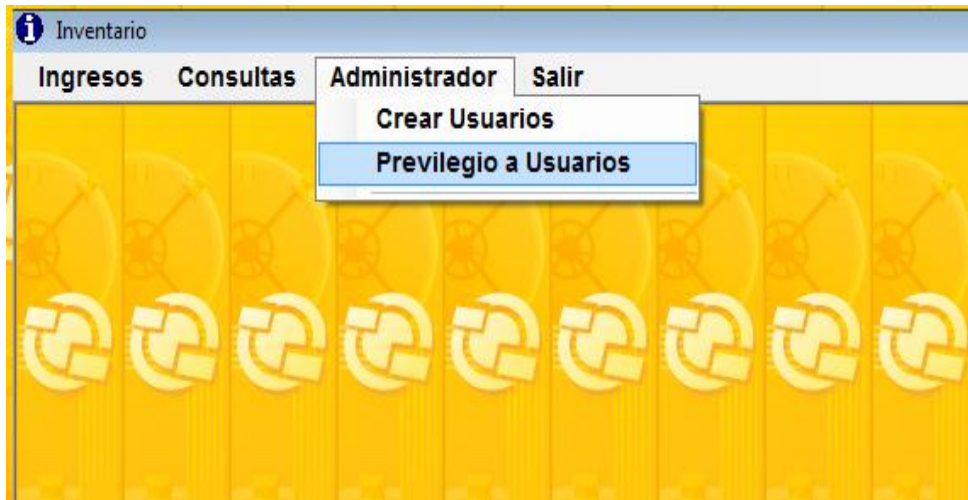 Inventario
Ingresos Consultas Administrador Salir
Crear Usuarios
Previlegio a Usuarios